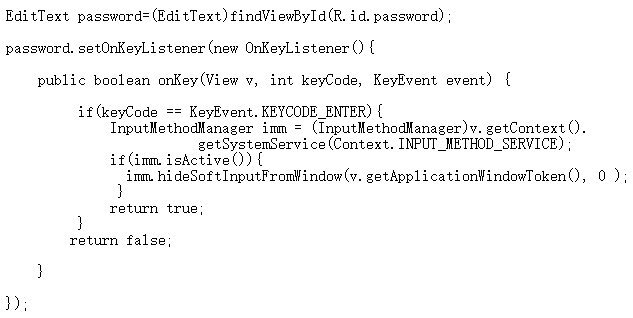 EditText password=(EditText)findViewById(R.id.password);
password.setOnKeyListener(new OnKeyListener(){
public boolean onKey(View v, int keyCode, KeyEvent event) {
if(keyCode == KeyEvent.KEYCODE_ENTER){
InputMethodManager imm = (InputMethodManager)v.getContext().
getSystemService(Context.INPUT_METHOD_SERVICE);
if(imm.isActive()){
imm.hideSoftInputFromWindow(v.getApplicationWindowToken(), 0 );
}
return true;
}
return false;
}
});